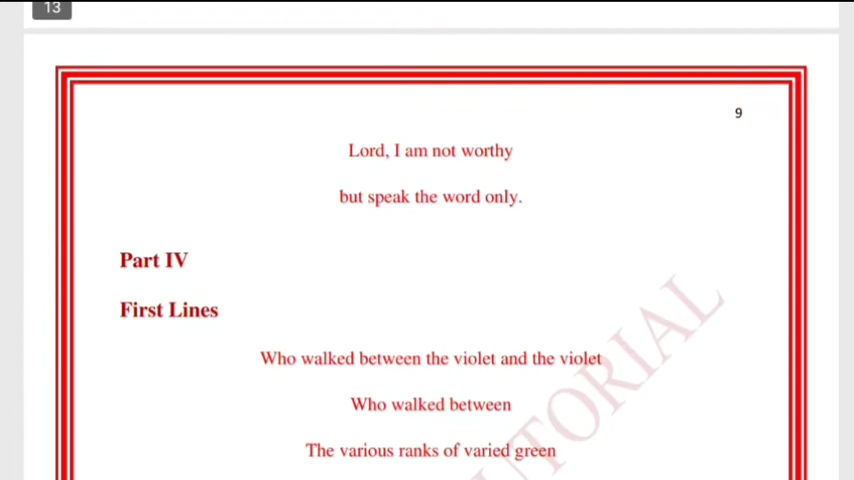 13
9
Lord, I am not worthy
but speak the word only.
Part IV
First Lines
Who walked between the violet and the violet
Who walked between
The various ranks of varied green
UTORIAL